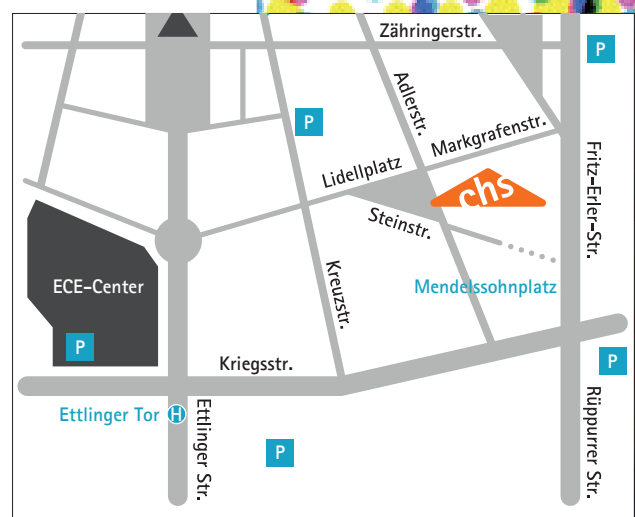 Zähringerstr.
P
Adlerstr.
P
Markgrafenstr.
Fritz-Erler-Str.
Lidellplatz
chs
Steinstr.
ECE-Center
Kreuzstr.
Mendelssohnplatz
P
P
Kriegsstr.
Ettlinger Tor H
Ettlinger Str.
Rüppurrer Str.
P